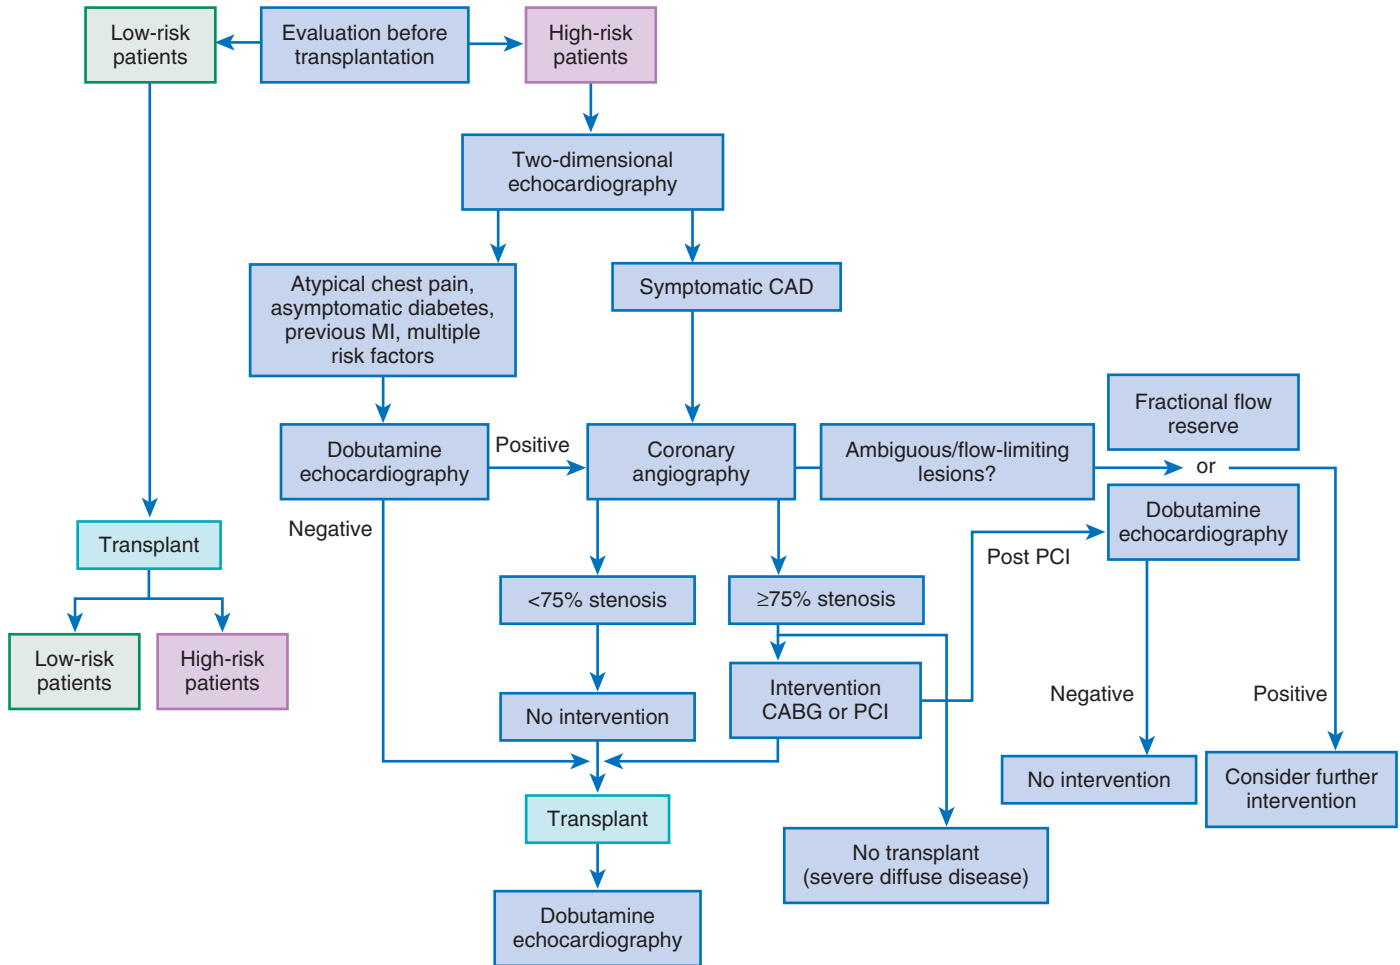 Low-risk
patients
Evaluation before
transplantation
High-risk
patients
Two-dimensional
echocardiography
Atypical chest pain,
asymptomatic diabetes,
previous MI, multiple
risk factors
Symptomatic CAD
Dobutamine
echocardiography
Positive
Negative
Coronary
angiography
Ambiguous/flow-limiting
lesions?
Fractional flow
reserve
or
Dobutamine
echocardiography
Post PCI
Transplant
Low-risk
patients
High-risk
patients
<75% stenosis
≥75% stenosis
No intervention
Intervention
CABG or PCI
Negative
Positive
No intervention
Consider further
intervention
Transplant
No transplant
(severe diffuse disease)
Dobutamine
echocardiography